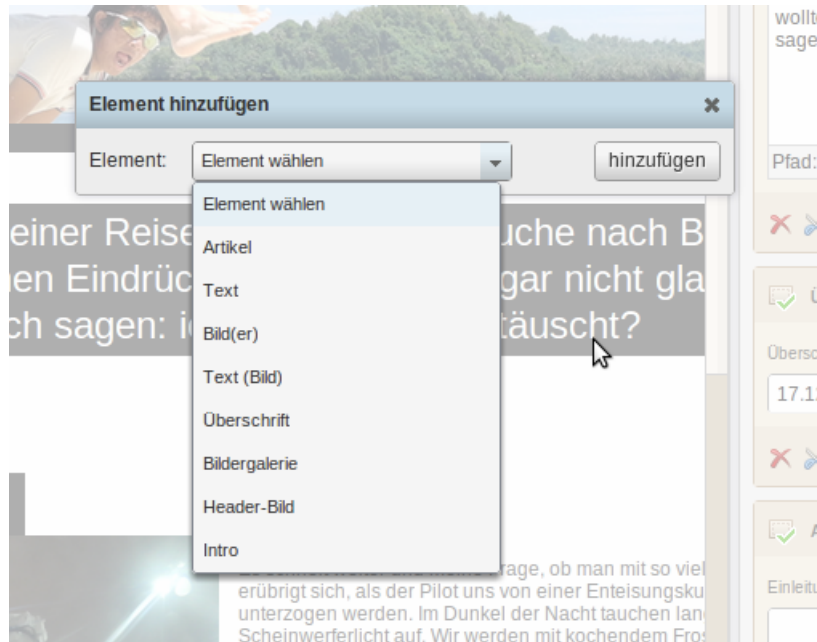 wollt
sage
Element hinzufügen
Element:
Element wählen
hinzufügen
Pfad:
Element wählen
Artikel
Text
Bild(er)
Text (Bild)
Überschrift
Bildergalerie
Header-Bild
Intro
einer Reise
uche nach B
en Eindrüc
gar nicht gla
ch sagen: i
täuscht?
Ü
Übersc
17.1
A
Einleitu
rage, ob man mit so viel
erübrigt sich, als der Pilot uns von einer Enteisungsku
unterzogen werden. Im Dunkel der Nacht tauchen lan
Scheinwerferlicht auf. Wir werden mit kochendem Fros